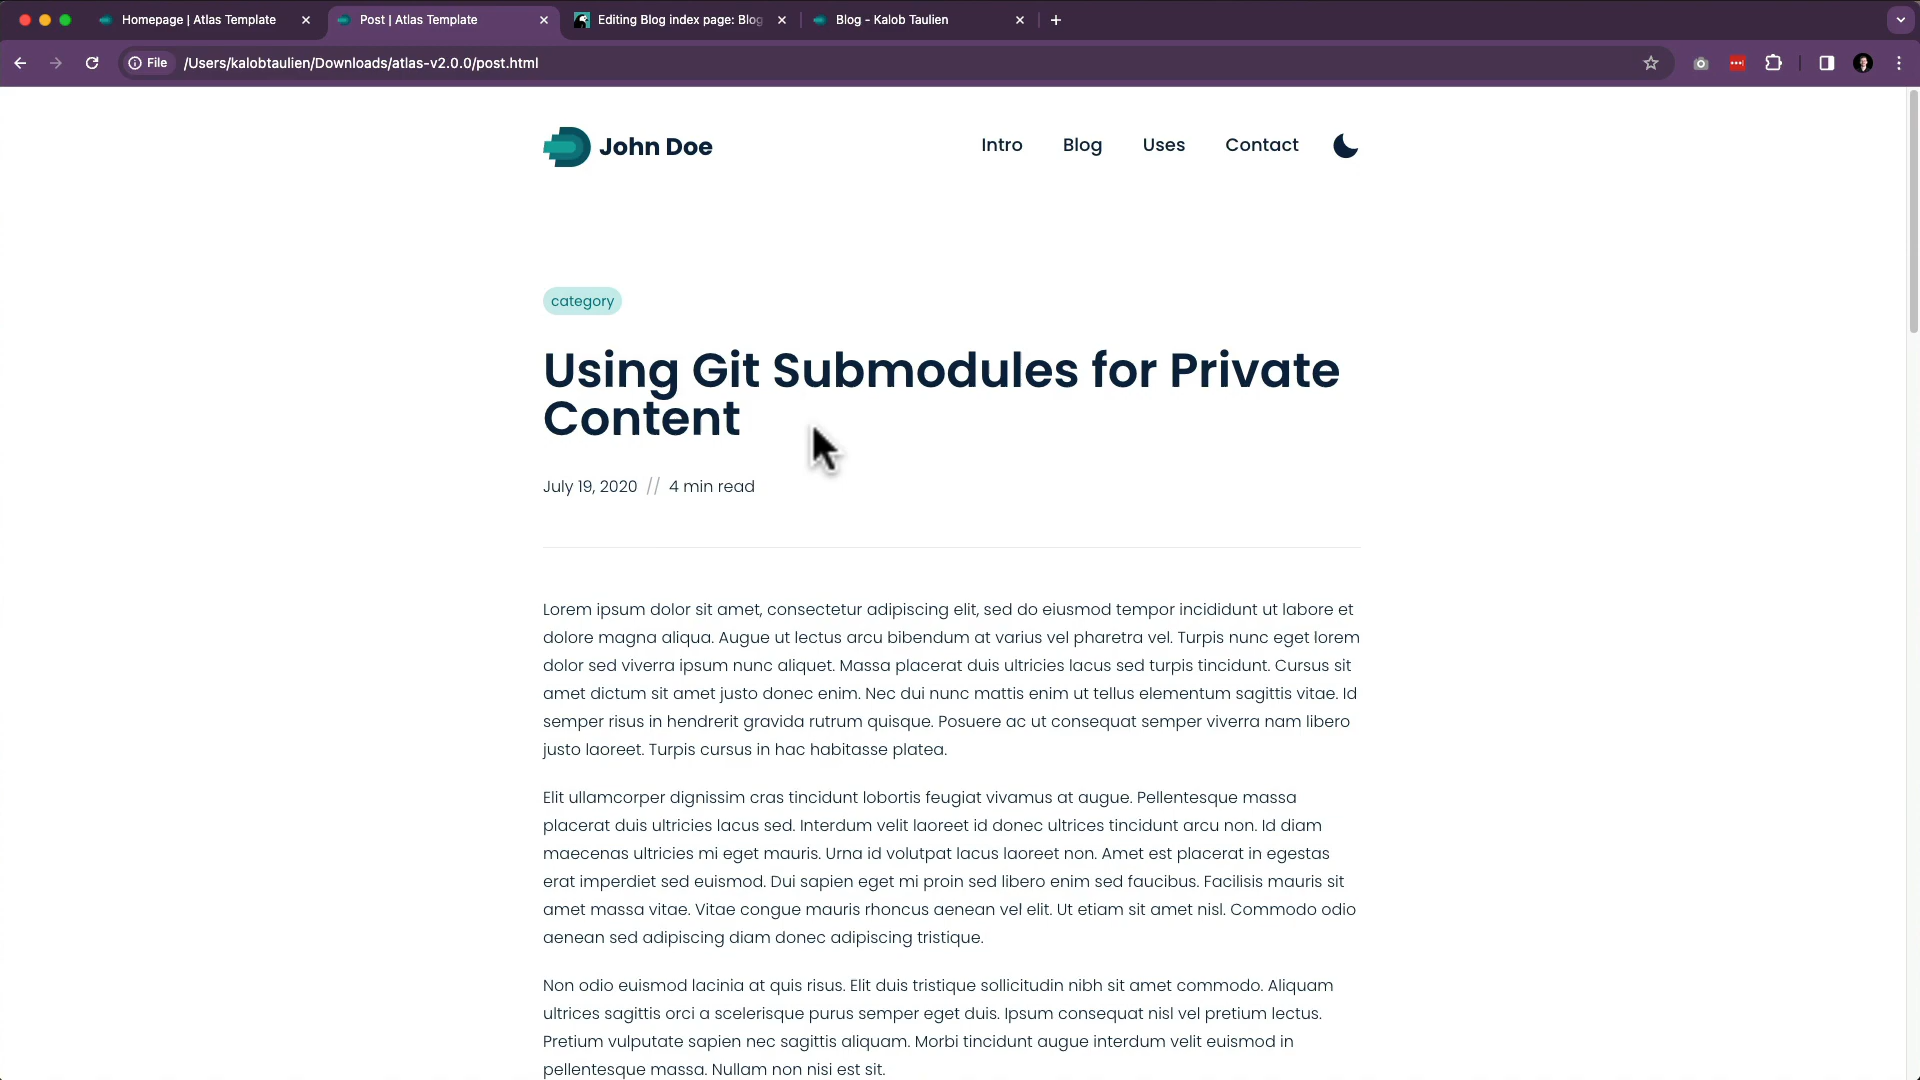 Homepage | Atlas Template
Post | Atlas Template
Editing Blog index page: Blog
Blog - Kalob Taulien
File
/Users/kalobtaulien/Downloads/atlas-v2.0.0/post.html
John Doe
Intro
Blog
Uses
Contact
category
Using Git Submodules for Private
Content
July 19, 2020 // 4 min read
Lorem ipsum dolor sit amet, consectetur adipiscing elit, sed do eiusmod tempor incididunt ut labore et
dolore magna aliqua. Augue ut lectus arcu bibendum at varius vel pharetra vel. Turpis nunc eget lorem
dolor sed viverra ipsum nunc aliquet. Massa placerat duis ultricies lacus sed turpis tincidunt. Cursus sit
amet dictum sit amet justo donec enim. Nec dui nunc mattis enim ut tellus elementum sagittis vitae. Id
semper risus in hendrerit gravida rutrum quisque. Posuere ac ut consequat semper viverra nam libero
justo laoreet. Turpis cursus in hac habitasse platea.
Elit ullamcorper dignissim cras tincidunt lobortis feugiat vivamus at augue. Pellentesque massa
placerat duis ultricies lacus sed. Interdum velit laoreet id donec ultrices tincidunt arcu non. Id diam
maecenas ultricies mi eget mauris. Urna id volutpat lacus laoreet non. Amet est placerat in egestas
erat imperdiet sed euismod. Dui sapien eget mi proin sed libero enim sed faucibus. Facilisis mauris sit
amet massa vitae. Vitae congue mauris rhoncus aenean vel elit. Ut etiam sit amet nisl. Commodo odio
aenean sed adipiscing diam donec adipiscing tristique.
Non odio euismod lacinia at quis risus. Elit duis tristique sollicitudin nibh sit amet commodo. Aliquam
ultrices sagittis orci a scelerisque purus semper eget duis. Ipsum consequat nisl vel pretium lectus.
Pretium vulputate sapien nec sagittis aliquam. Morbi tincidunt augue interdum velit euismod in
pellentesque massa. Nullam non nisi est sit.